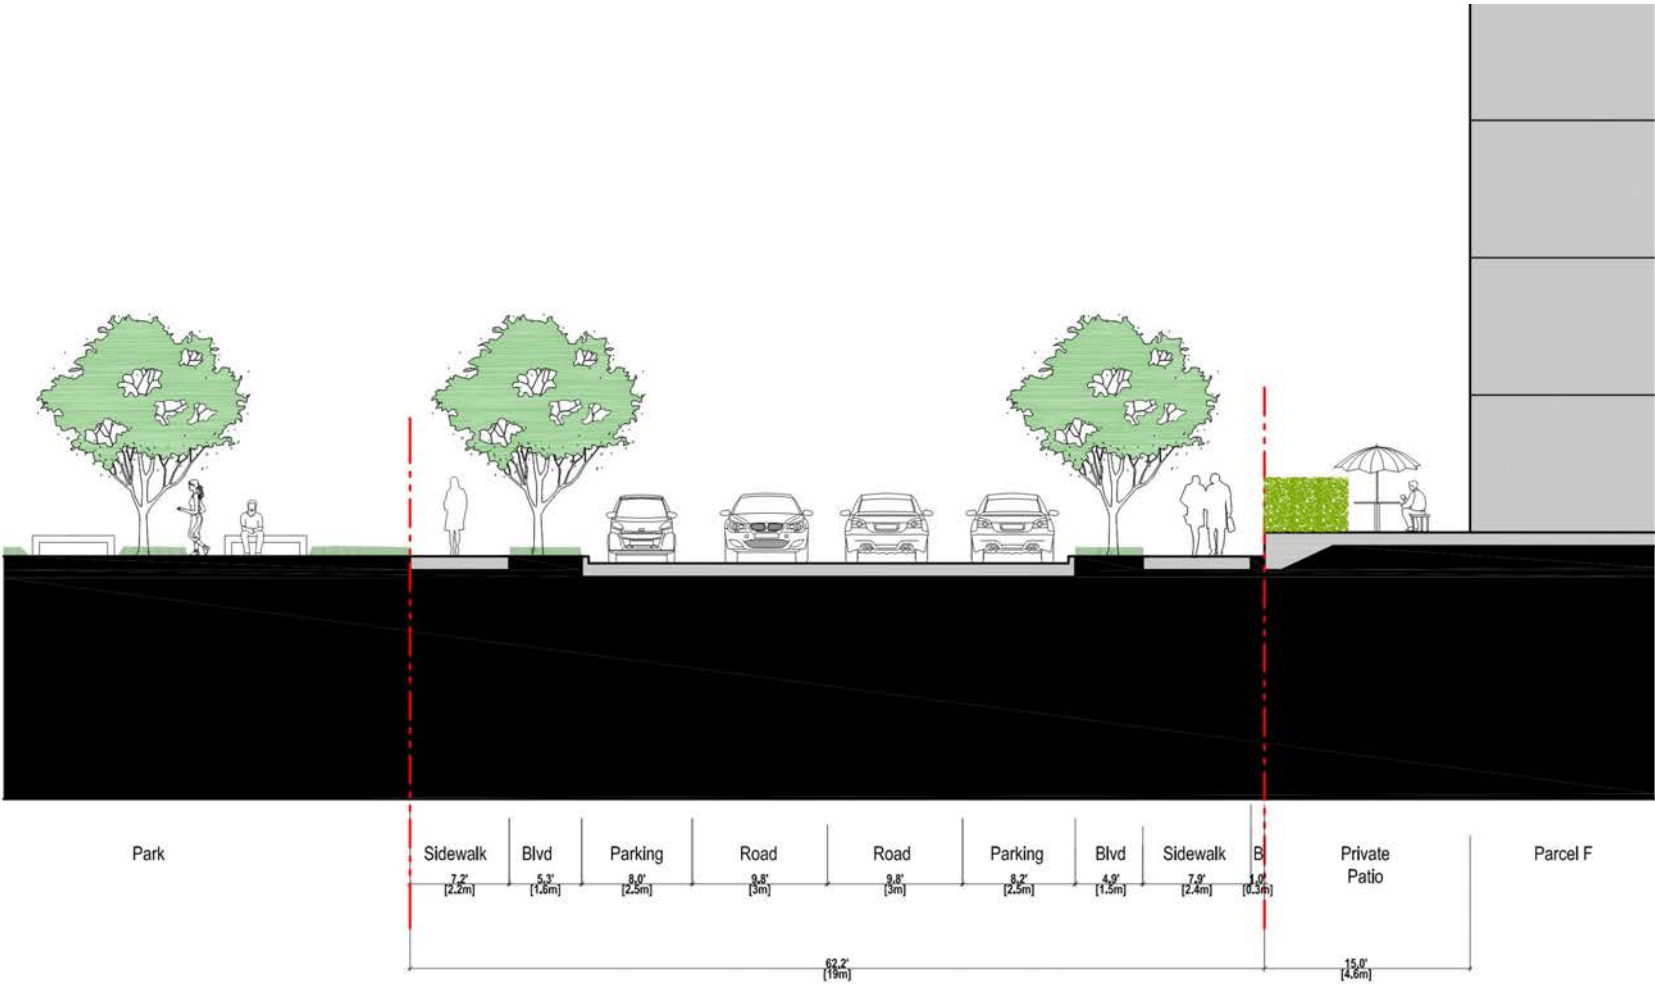 Park
Sidewalk
Blvd
Parking
Road
Road
Parking
Blvd
Sidewalk
B
Private
Patio
Parcel F
7.2'
[2.2m]
5.3'
[1.6m]
8.0'
[2.5m]
9.8'
[3m]
9.8'
[3m]
8.2'
[2.5m]
4.9'
[1.5m]
7.9'
[2.4m]
1.0'
[0.3m]
62.2'
[19m]
15.0'
[4.6m]